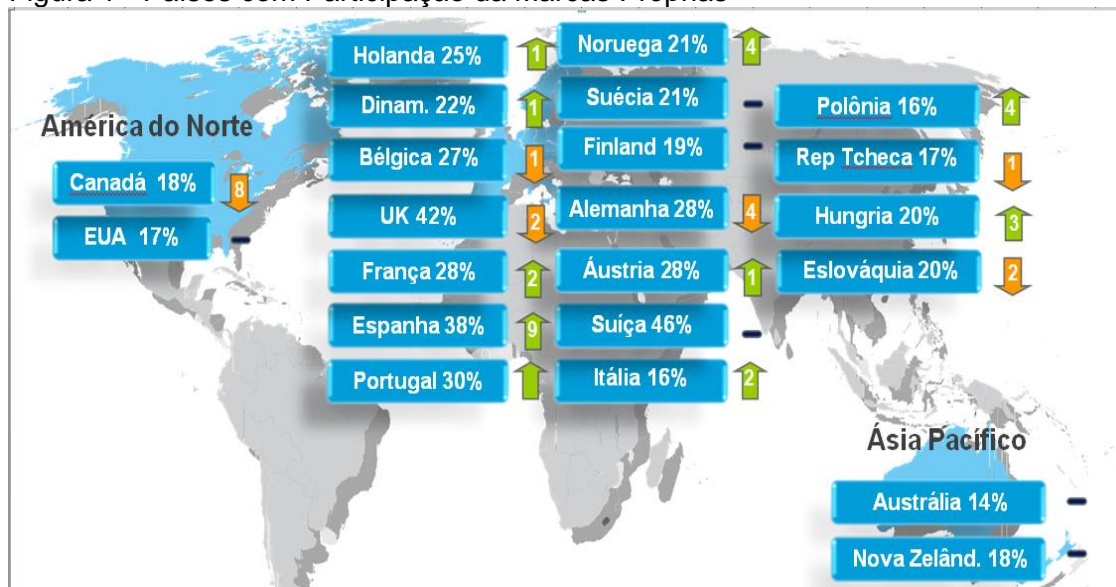 América do Norte
Canadá 18%
8
EUA 17%
Holanda 25%
1
Dinam. 22%
1
Bélgica 27%
1
UK 42%
2
França 28%
2
Espanha 38%
9
Portugal 30%
Noruega 21%
4
Suécia 21%
Finland 19%
Alemanha 28%
4
Áustria 28%
1
Suíça 46%
Itália 16%
2
Polônia 16%
4
Rep Tcheca 17%
1
Hungria 20%
3
Eslováquia 20%
2
Ásia Pacífico
Austrália 14%
Nova Zelând. 18%